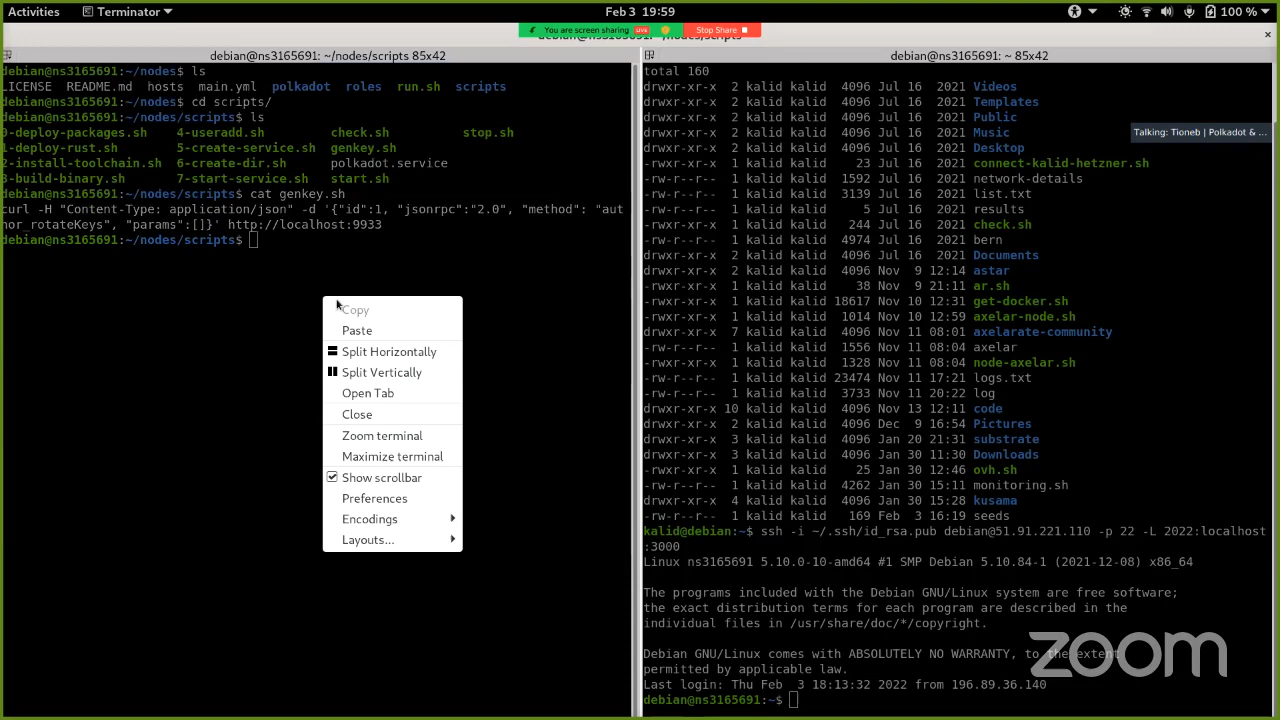 Activities
Terminator
Feb 3 19:59
100 %
You are screen sharing
LIVE
Stop Share
debian@ns3165691: ~/nodes/scripts 85x42
debian@ns3165691:~/nodes$ ls
LICENSE README.md hosts main.yml polkadot roles run.sh scripts
debian@ns3165691:~/nodes$ cd scripts/
debian@ns3165691:~/nodes/scripts$ ls
0-deploy-packages.sh 4-useradd.sh check.sh stop.sh
1-deploy-rust.sh 5-create-service.sh genkey.sh
2-install-toolchain.sh 6-create-dir.sh polkadot.service
3-build-binary.sh 7-start-service.sh start.sh
debian@ns3165691:~/nodes/scripts$ cat genkey.sh
curl -H "Content-Type: application/json" -d '{"id":1, "jsonrpc":"2.0", "method": "aut
hor_rotateKeys", "params":[]}' http://localhost:9933
debian@ns3165691:~/nodes/scripts$
Copy
Paste
Split Horizontally
Split Vertically
Open Tab
Close
Zoom terminal
Maximize terminal
Show scrollbar
Preferences
Encodings
Layouts...
debian@ns3165691: ~ 85x42
total 160
drwxr-xr-x 2 kalid kalid 4096 Jul 16 2021 Videos
drwxr-xr-x 2 kalid kalid 4096 Jul 16 2021 Templates
drwxr-xr-x 2 kalid kalid 4096 Jul 16 2021 Public
drwxr-xr-x 2 kalid kalid 4096 Jul 16 2021 Music
drwxr-xr-x 2 kalid kalid 4096 Jul 16 2021 Desktop
-rwxr-xr-x 1 kalid kalid 23 Jul 16 2021 connect-kalid-hetzner.sh
-rw-r--r-- 1 kalid kalid 1592 Jul 16 2021 network-details
-rw-r--r-- 1 kalid kalid 3139 Jul 16 2021 list.txt
-rw-r--r-- 1 kalid kalid 5 Jul 16 2021 results
-rwxr-xr-x 1 kalid kalid 244 Jul 16 2021 check.sh
-rw-r--r-- 1 kalid kalid 4974 Jul 16 2021 bern
drwxr-xr-x 2 kalid kalid 4096 Jul 16 2021 Documents
drwxr-xr-x 2 kalid kalid 4096 Nov 9 12:14 astar
-rwxr-xr-x 1 kalid kalid 38 Nov 9 21:11 ar.sh
-rwxr-xr-x 1 kalid kalid 18617 Nov 10 12:31 get-docker.sh
-rwxr-xr-x 1 kalid kalid 1014 Nov 10 12:59 axelar-node.sh
drwxr-xr-x 7 kalid kalid 4096 Nov 11 08:01 axelarate-community
-rw-r--r-- 1 kalid kalid 1556 Nov 11 08:04 axelar
-rwxr-xr-x 1 kalid kalid 1328 Nov 11 08:04 node-axelar.sh
-rw-r--r-- 1 kalid kalid 23474 Nov 11 17:21 logs.txt
-rw-r--r-- 1 kalid kalid 3733 Nov 11 20:22 log
drwxr-xr-x 10 kalid kalid 4096 Nov 13 12:11 code
drwxr-xr-x 2 kalid kalid 4096 Dec 9 16:54 Pictures
drwxr-xr-x 3 kalid kalid 4096 Jan 20 21:31 substrate
drwxr-xr-x 3 kalid kalid 4096 Jan 30 11:30 Downloads
-rwxr-xr-x 1 kalid kalid 25 Jan 30 12:46 ovh.sh
-rw-r--r-- 1 kalid kalid 4262 Jan 30 15:11 monitoring.sh
drwxr-xr-x 4 kalid kalid 4096 Jan 30 15:28 kusama
-rw-r--r-- 1 kalid kalid 169 Feb 3 16:19 seeds
kalid@debian:~$ ssh -i ~/.ssh/id_rsa.pub debian@51.91.221.110 -p 22 -L 2022:localhost
:3000
Linux ns3165691 5.10.0-10-amd64 #1 SMP Debian 5.10.84-1 (2021-12-08) x86_64
The programs included with the Debian GNU/Linux system are free software;
the exact distribution terms for each program are described in the
individual files in /usr/share/doc/*/copyright.
Debian GNU/Linux comes with ABSOLUTELY NO WARRANTY, to the extent
permitted by applicable law.
Last login: Thu Feb 3 18:13:32 2022 from 196.89.36.140
debian@ns3165691:~$
Talking: Tioneb | Polkadot & ...
zoom